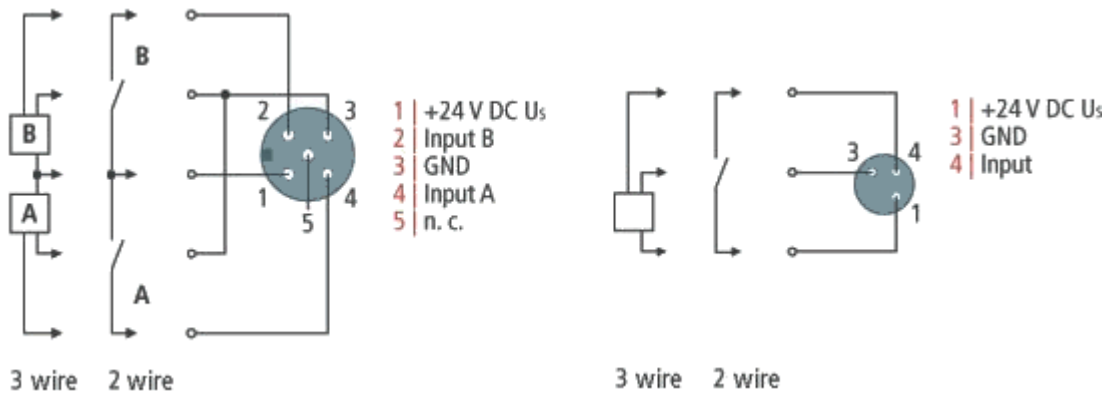 B
B
A
A
2
3
1
4
5
1 | +24 V DC Us
2 | Input B
3 | GND
4 | Input A
5 | n. c.
3 wire 2 wire
3
4
1
1 | +24 V DC Us
3 | GND
4 | Input
3 wire 2 wire